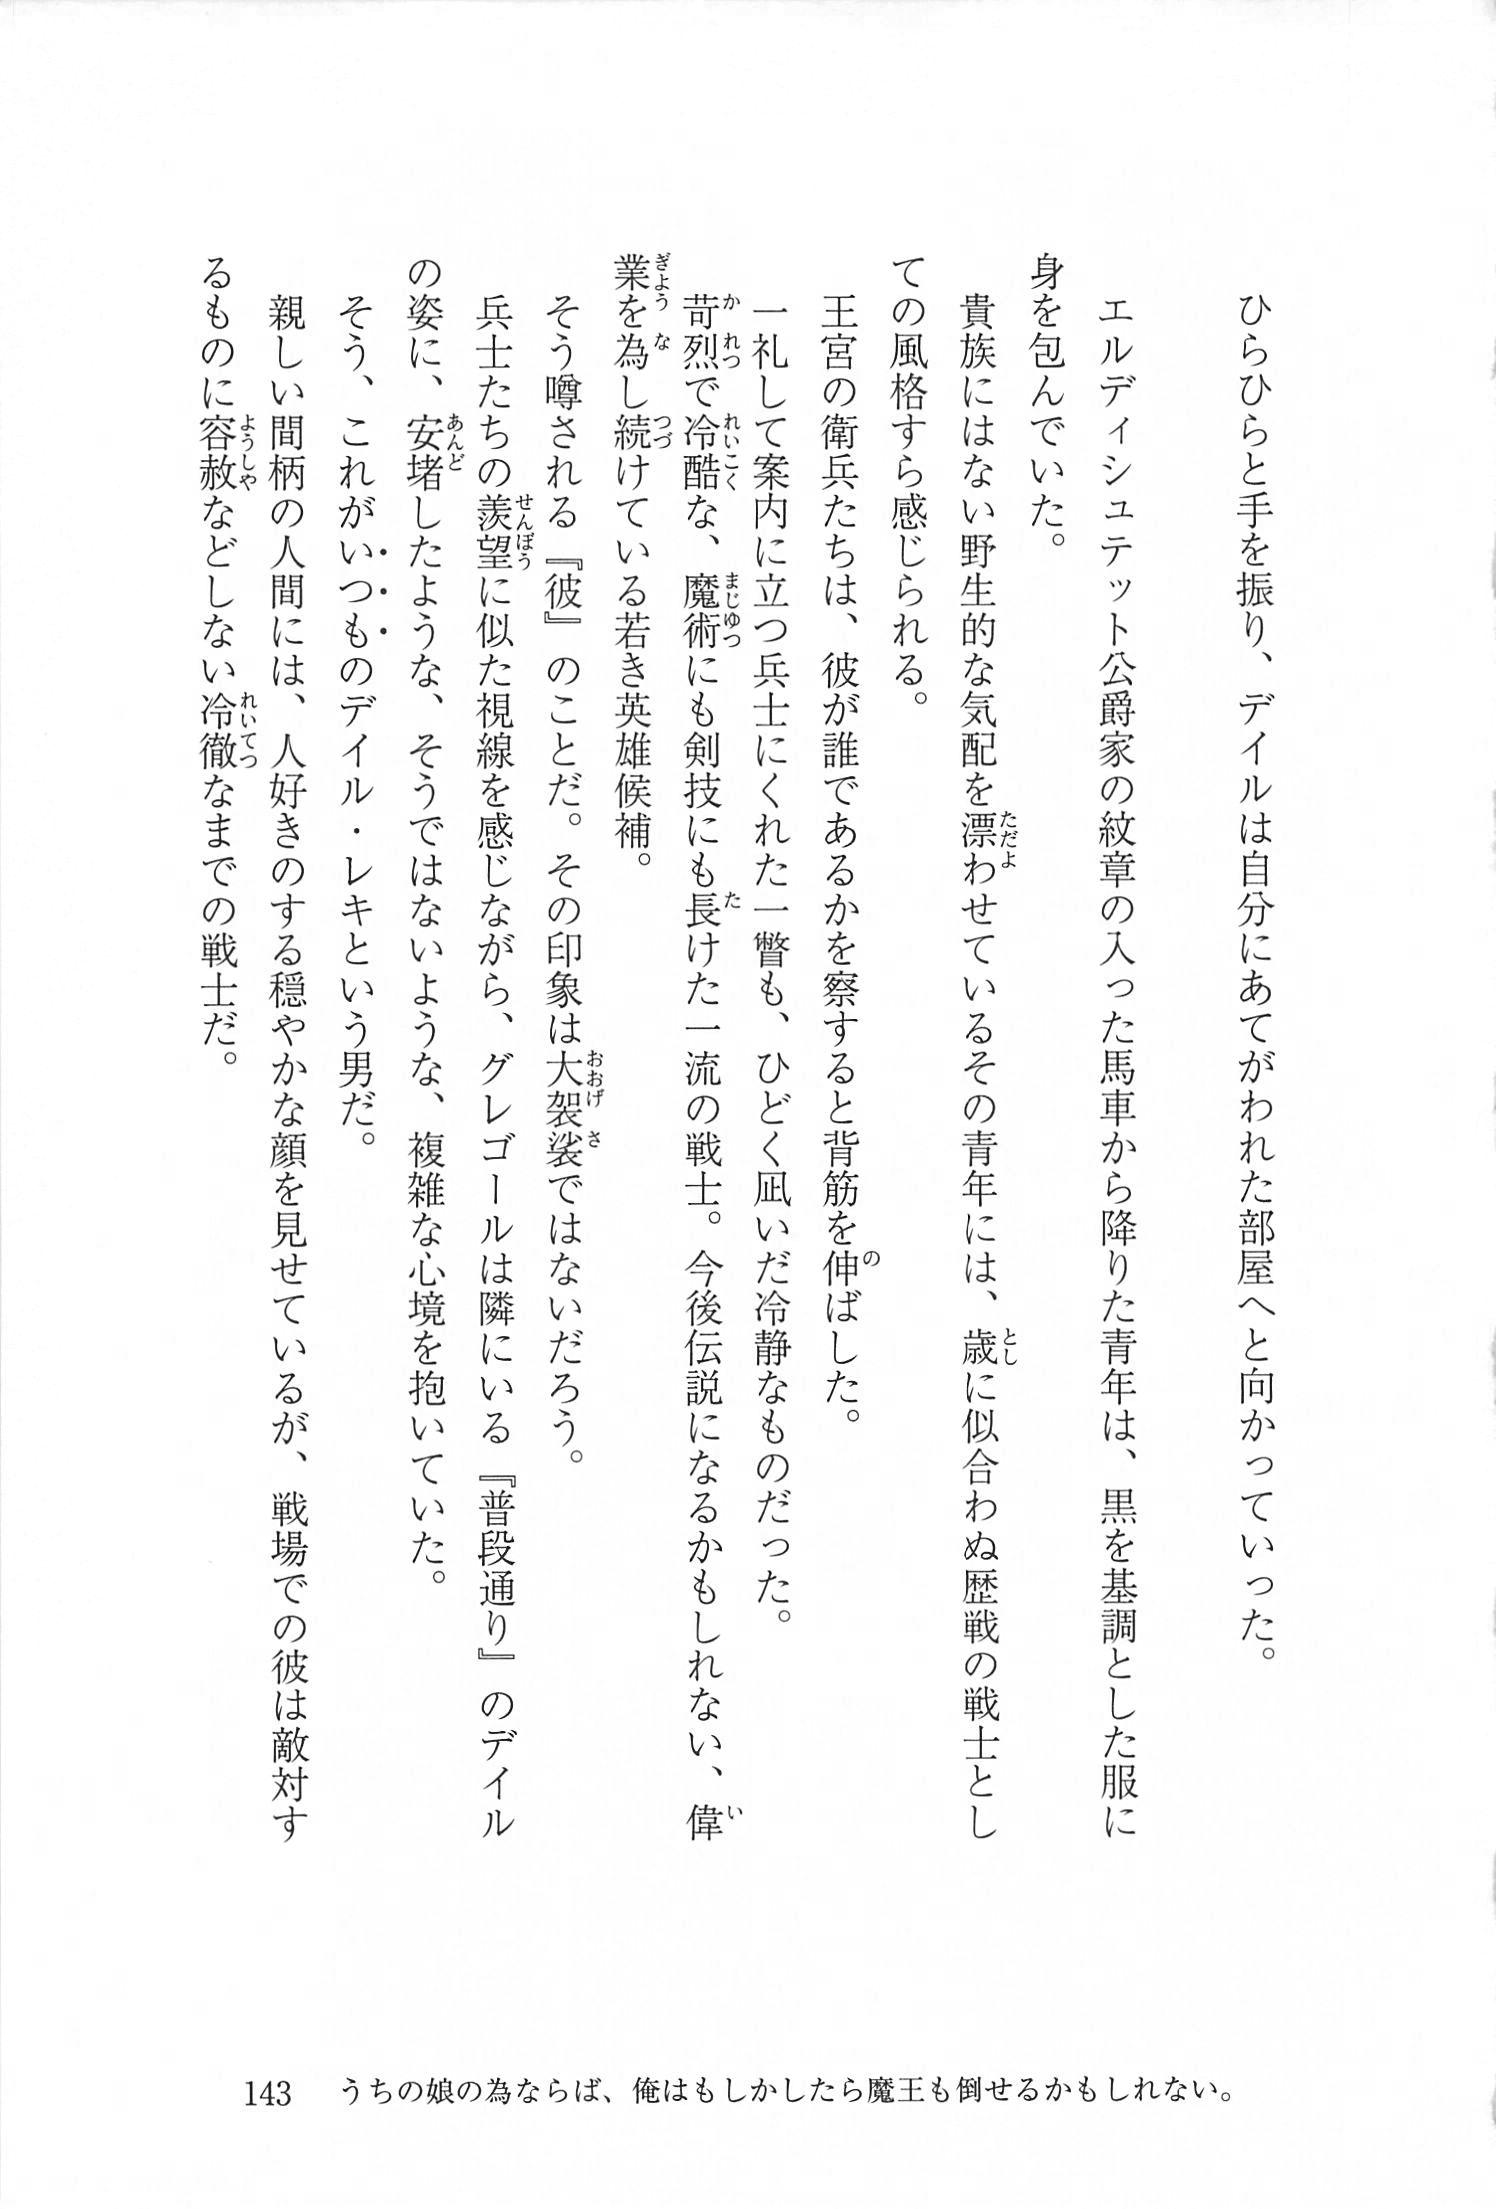 ひらひらと手を振り、デイルは自分にあてがわれた部屋へと向かっていった。
エルディシュテット公爵家の紋章の入った馬車から降りた青年は、黒を基調とした服に
身を包んでいた。
貴族にはない野生的な気配を漂わせているその青年には、歳に似合わぬ歴戦の戦士とし
ての風格すら感じられる。
王宮の衛兵たちは、彼が誰であるかを察すると背筋を伸ばした。
一礼して案内に立つ兵士にくれた一瞥も、ひどく凪いだ冷静なものだった。
苛烈で冷酷な、魔術にも剣技にも長けた一流の戦士。今後伝説になるかもしれない、偉
業を為し続けている若き英雄候補。
そう噂される『彼』のことだ。その印象は大袈裟ではないだろう。
兵士たちの羨望に似た視線を感じながら、グレゴールは隣にいる『普段通り』のデイル
の姿に、安堵したような、そうではないような、複雑な心境を抱いていた。
そう、これがいつものデイル・レキという男だ。
親しい間柄の人間には、人好きのする穏やかな顔を見せているが、戦場での彼は敵対す
るものに容赦などしない冷徹なまでの戦士だ。
143 うちの娘の為ならば、俺はもしかしたら魔王も倒せるかもしれない。